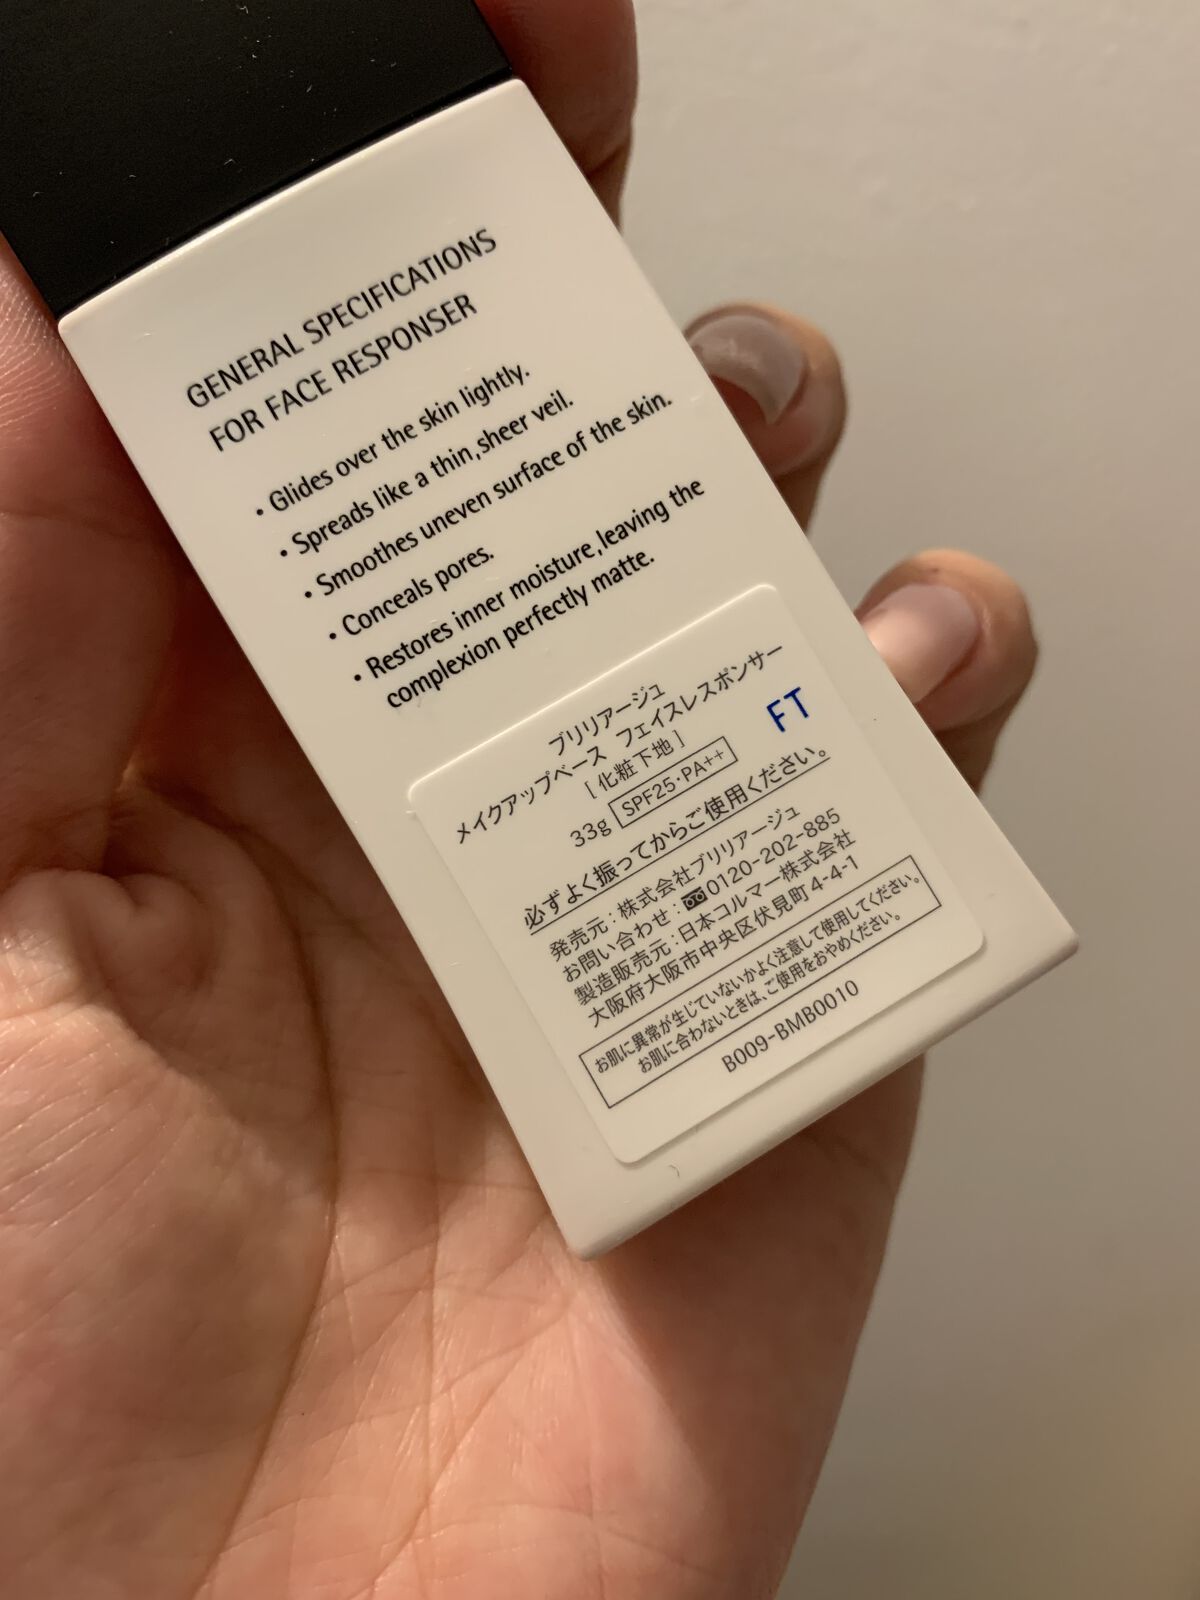 GENERAL SPECIFICATIONS
FOR FACE RESPONSER
・Glides over the skin lightly.
・Spreads like a thin,sheer veil.
・Smoothes uneven surface of the skin.
・Conceals pores.
・Restores inner moisture,leaving the
complexion perfectly matte.
ブリリアージュ
メイクアップベース フェイスレスポンサー
[化粧下地]
FT
33g SPF25・PA++
必ずよく振ってからご使用ください。
発売元:株式会社ブリリアージュ
お問い合わせ:0120-202-885
製造販売元:日本コルマー株式会社
大阪府大阪市中央区伏見町4-4-1
お肌に異常が生じていないかよく注意して使用してください。
お肌に合わないときは、ご使用をおやめください。
B009-BMB0010